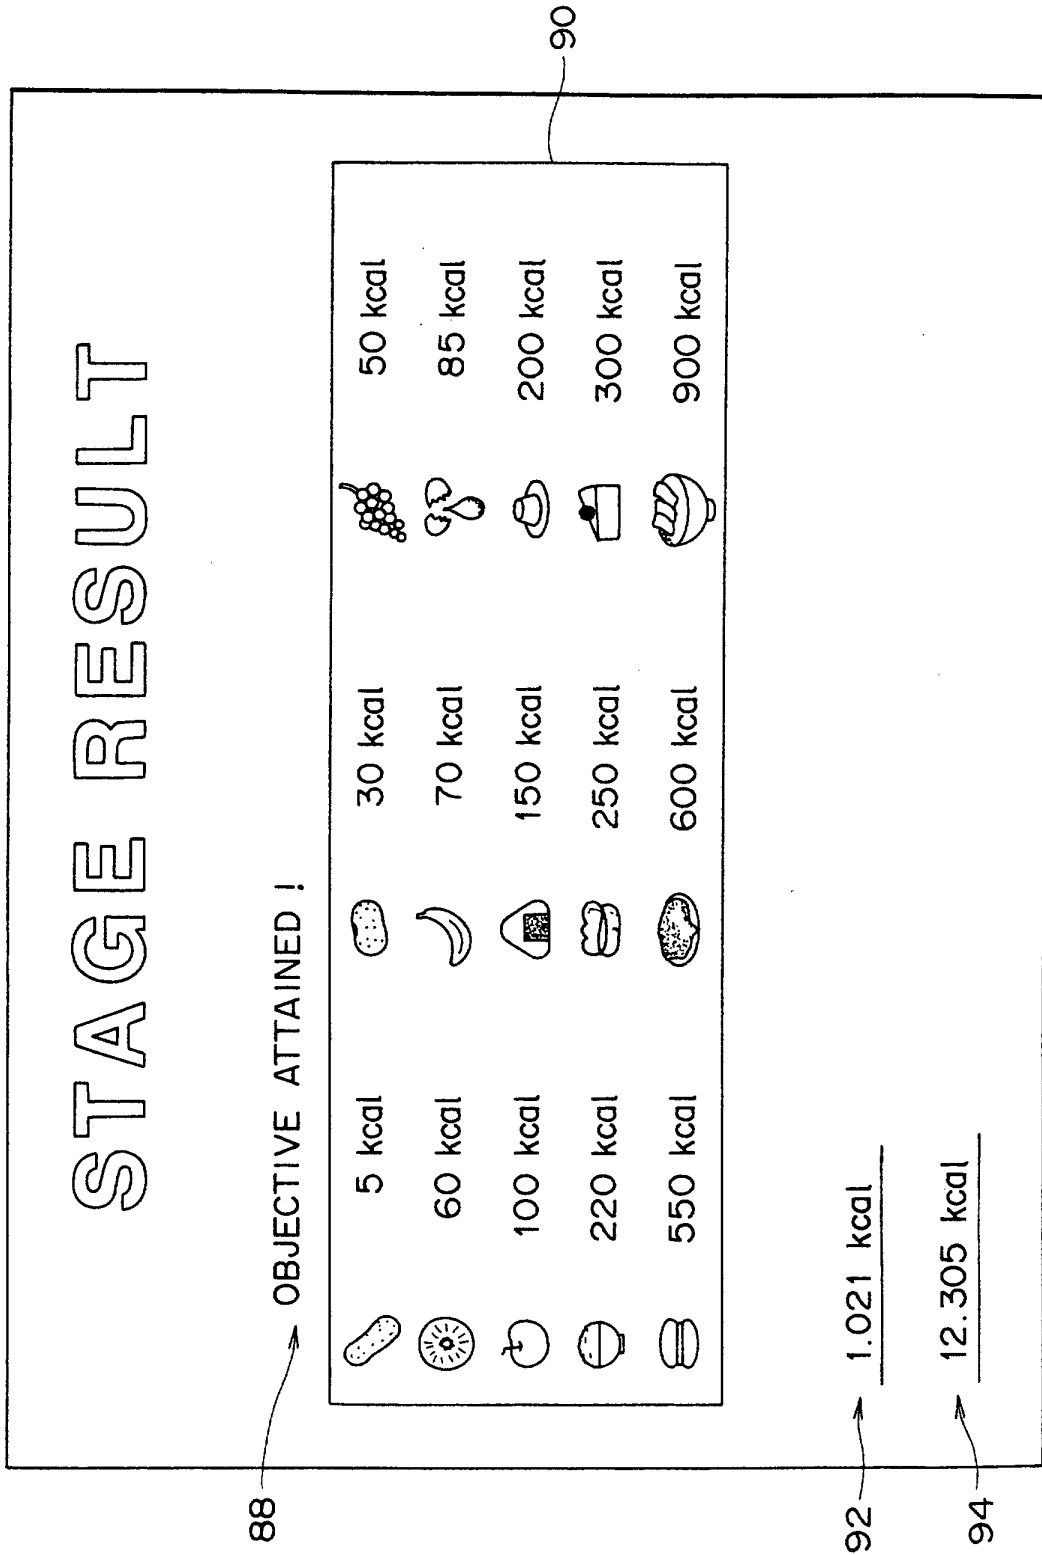 STAGE RESULT
88
OBJECTIVE ATTAINED !
90
5 kcal 30 kcal 50 kcal
60 kcal 70 kcal 85 kcal
100 kcal 150 kcal 200 kcal
220 kcal 250 kcal 300 kcal
550 kcal 600 kcal 900 kcal
92 1.021 kcal
94 12.305 kcal